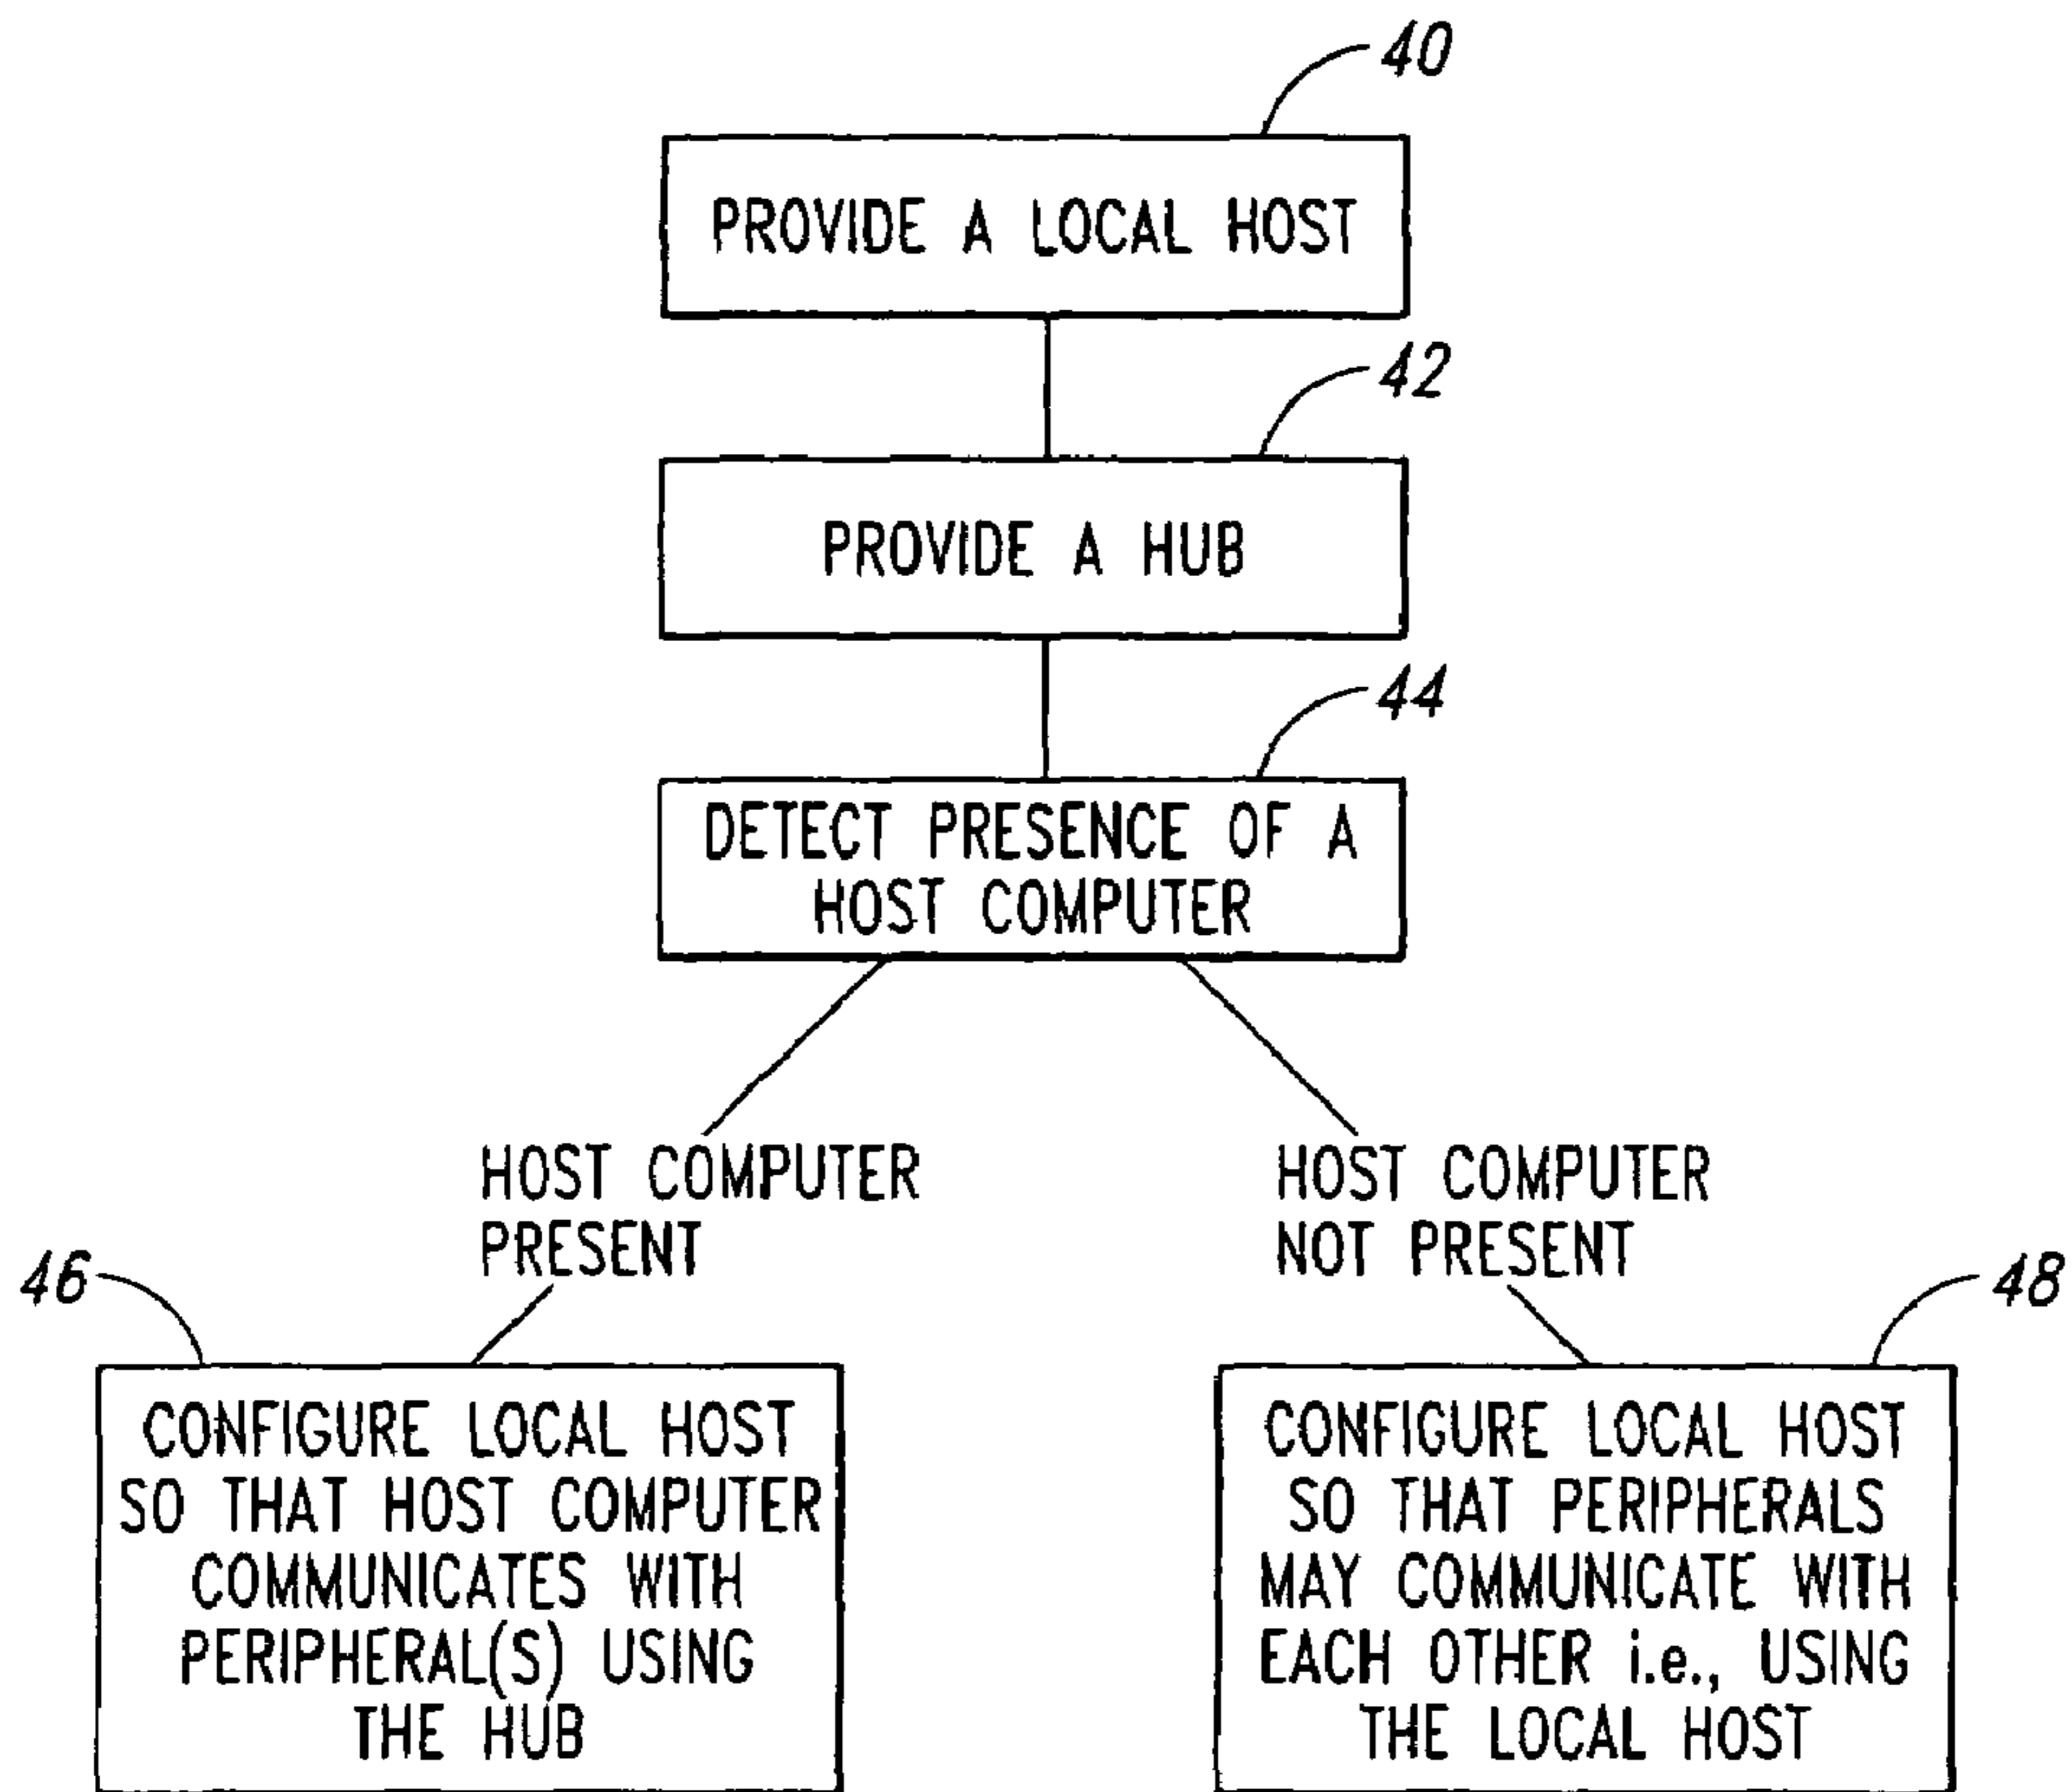 40
PROVIDE A LOCAL HOST
42
PROVIDE A HUB
44
DETECT PRESENCE OF A
HOST COMPUTER
HOST COMPUTER
PRESENT
HOST COMPUTER
NOT PRESENT
46
CONFIGURE LOCAL HOST
SO THAT HOST COMPUTER
COMMUNICATES WITH
PERIPHERAL(S) USING
THE HUB
48
CONFIGURE LOCAL HOST
SO THAT PERIPHERALS
MAY COMMUNICATE WITH
EACH OTHER i.e., USING
THE LOCAL HOST